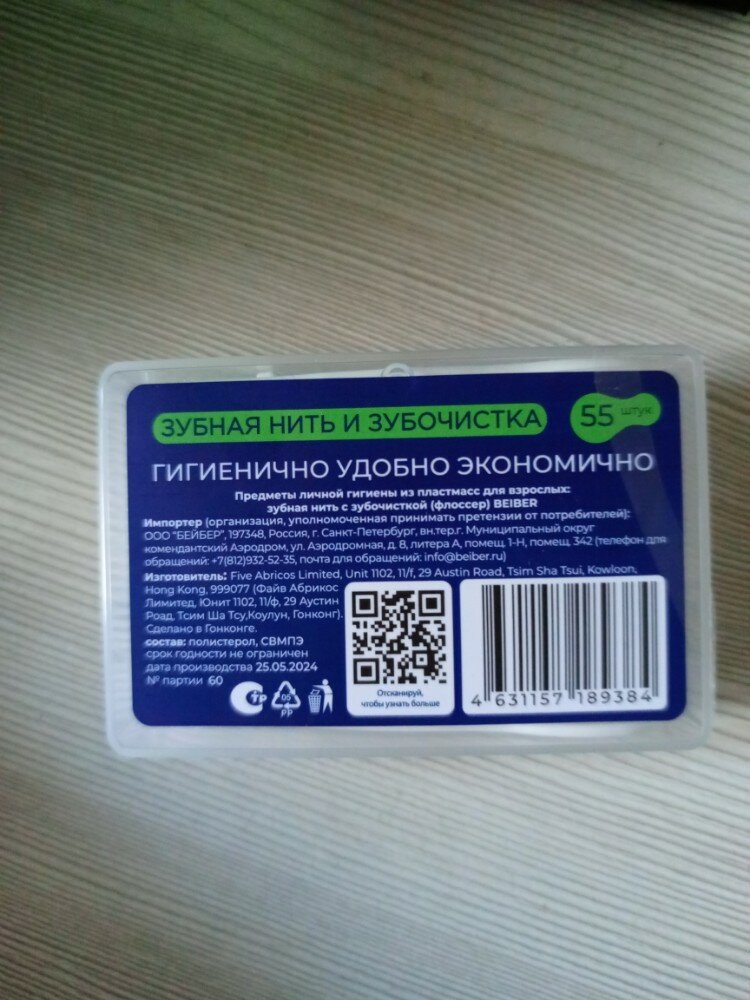 ЗУБНАЯ НИТЬ И ЗУБОЧИСТКА
55 штук
ГИГИЕНИЧНО УДОБНО ЭКОНОМИЧНО
Предметы личной гигиены из пластмасс для взрослых:
зубная нить с зубочисткой (флоссер) BEIBER
Импортер (организация, уполномоченная принимать претензии от потребителей):
ООО "БЕЙБЕР", 197348, Россия, г. Санкт-Петербург, вн.тер.г. Муниципальный округ
комендантский Аэродром, ул. Аэродромная, д. 8, литера А, помещ. 1-Н, помещ. 342 (телефон для
обращений: +7(812)932-52-35, почта для обращений: info@beiber.ru)
Изготовитель: Five Abricos Limited, Unit 1102, 11/f, 29 Austin Road, Tsim Sha Tsui, Kowloon,
Hong Kong, 999077 (Файв Абрикос
Лимитед, Юнит 1102, 11/ф, 29 Аустин
Роад, Тсим Ша Тсу,Коулун, Гонконг).
Сделано в Гонконге.
состав: полистерол, СВМПЭ
срок годности не ограничен
дата производства 25.05.2024
№ партии 60
ТР
05
PP
Отсканируй,
чтобы узнать больше
4 631157 189384